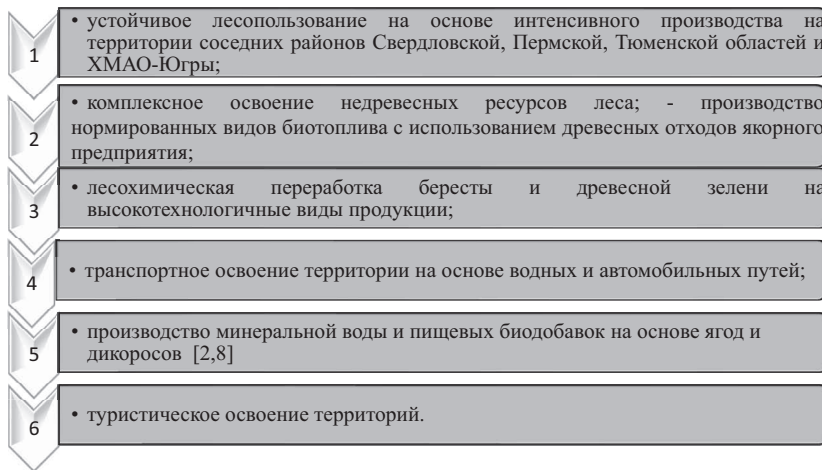 1
• устойчивое лесопользование на основе интенсивного производства на
территории соседних районов Свердловской, Пермской, Тюменской областей и
ХМАО-Югры;
2
• комплексное освоение недревесных ресурсов леса; - производство
нормированных видов биотоплива с использованием древесных отходов якорного
предприятия;
3
• лесохимическая переработка бересты и древесной зелени на
высокотехнологичные виды продукции;
4
• транспортное освоение территории на основе водных и автомобильных путей;
5
• производство минеральной воды и пищевых биодобавок на основе ягод и
дикоросов [2,8]
6
• туристическое освоение территорий.